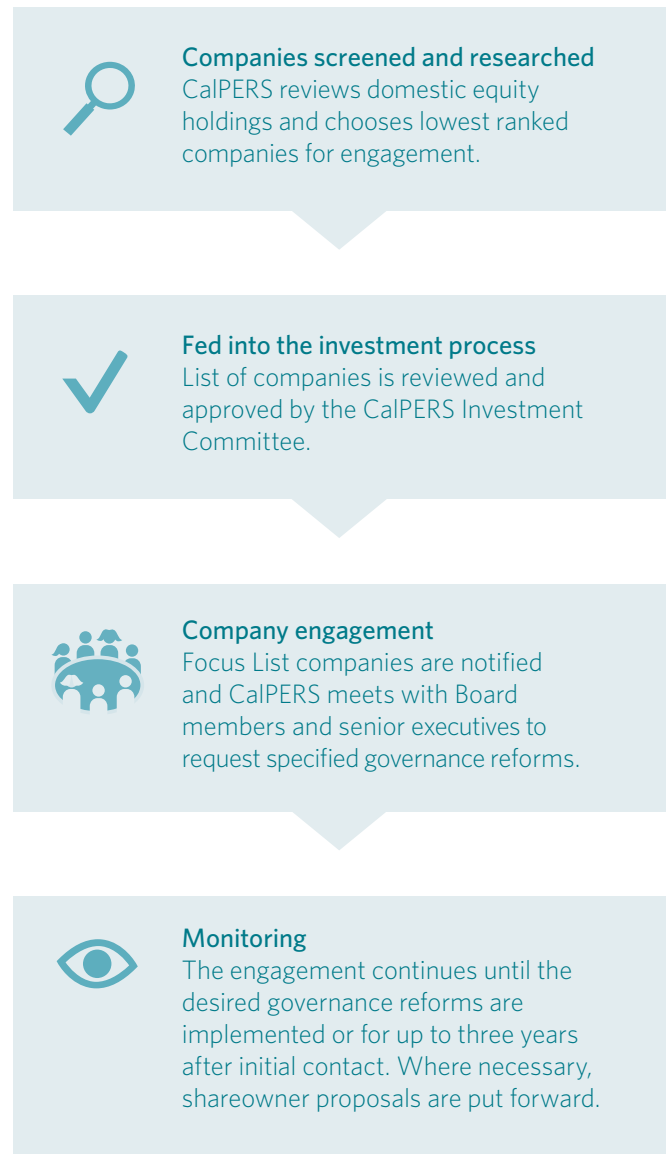 Companies screened and researched
CalPERS reviews domestic equity
holdings and chooses lowest ranked
companies for engagement.
Fed into the investment process
List of companies is reviewed and
approved by the CalPERS Investment
Committee.
Company engagement
Focus List companies are notified
and CalPERS meets with Board
members and senior executives to
request specified governance reforms.
Monitoring
The engagement continues until the
desired governance reforms are
implemented or for up to three years
after initial contact. Where necessary,
shareowner proposals are put forward.